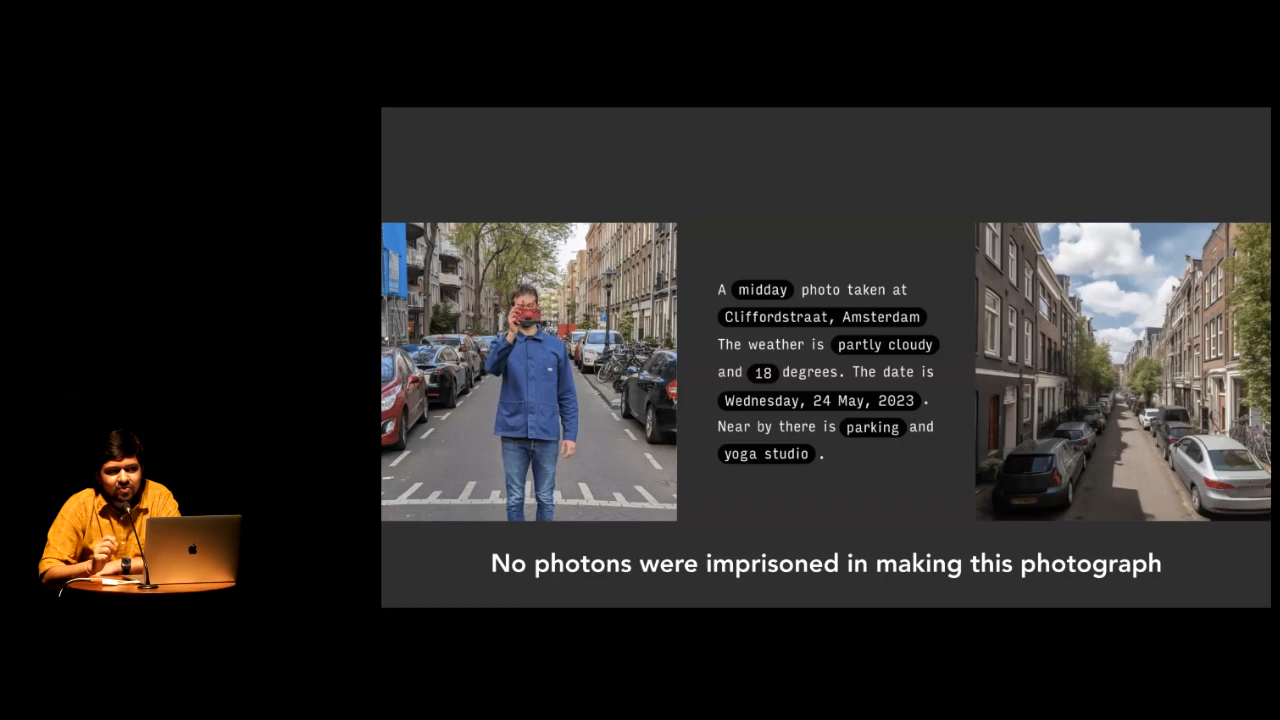 A midday photo taken at
Cliffordstraat, Amsterdam
The weather is partly cloudy
and 18 degrees. The date is
Wednesday, 24 May, 2023.
Near by there is parking and
yoga studio.
No photons were imprisoned in making this photograph